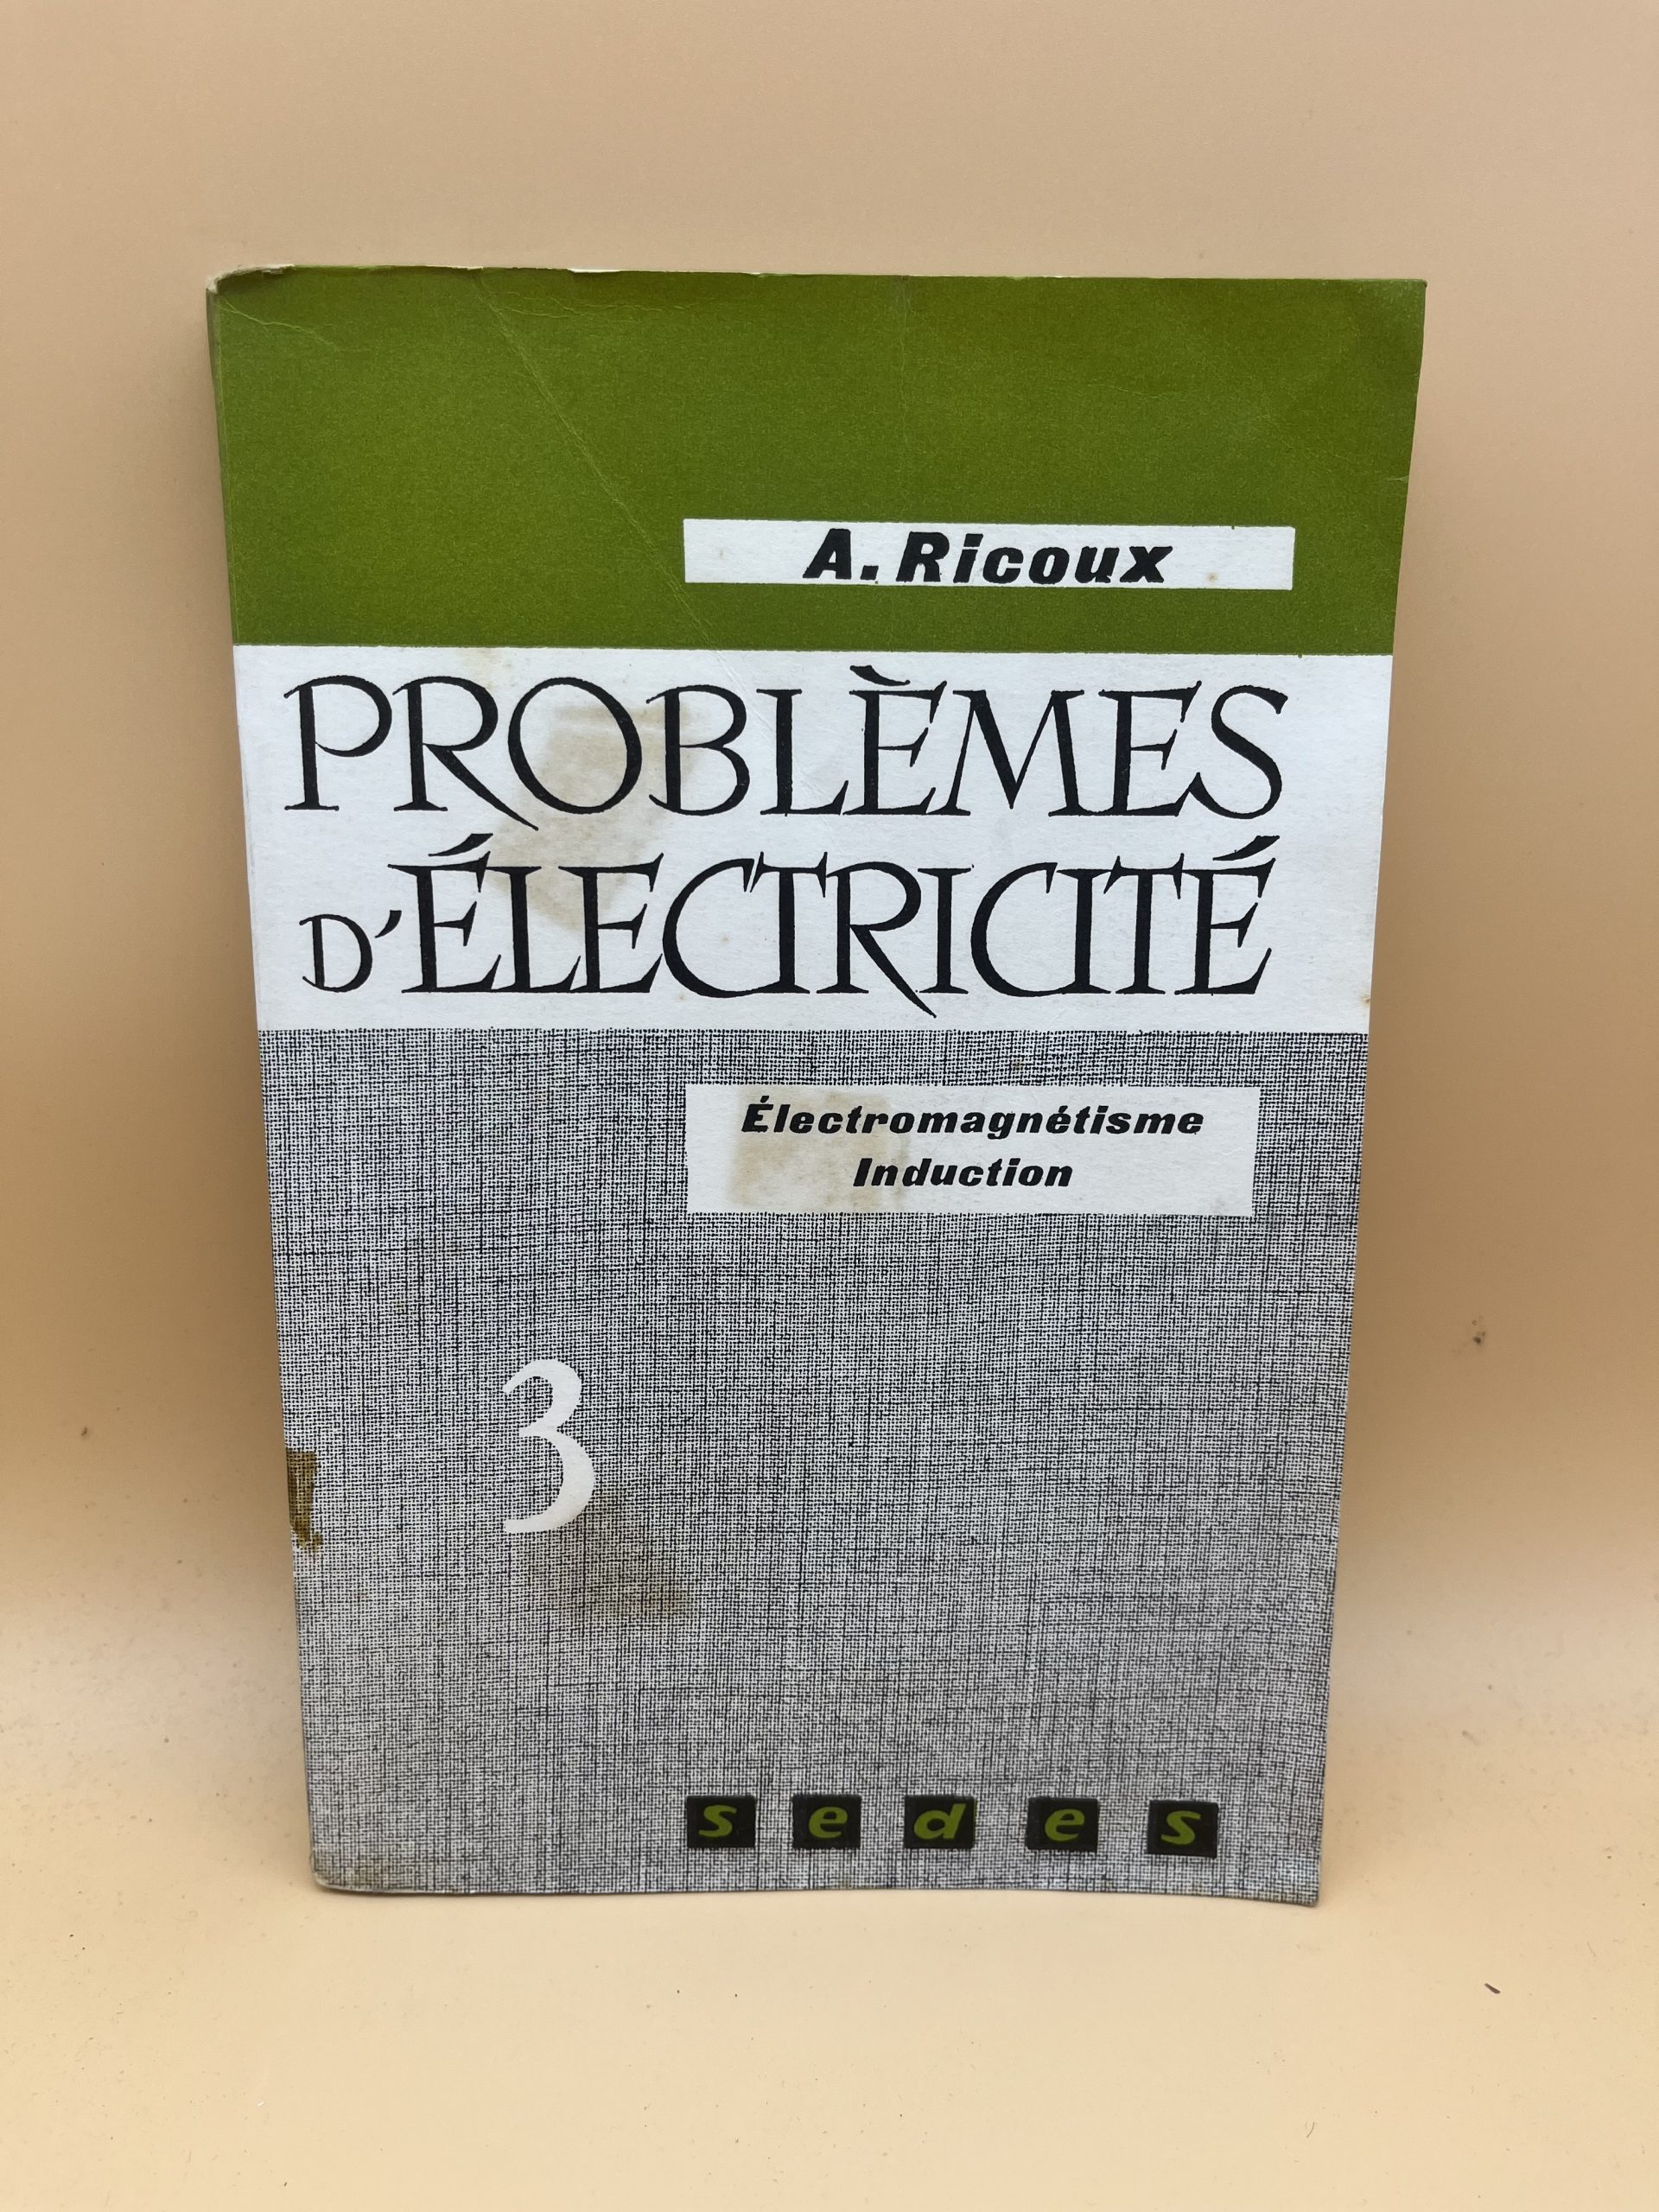 A. Ricoux
PROBLÈMES
D'ÉLECTRICITÉ
Électromagnétisme
Induction
3
sedes